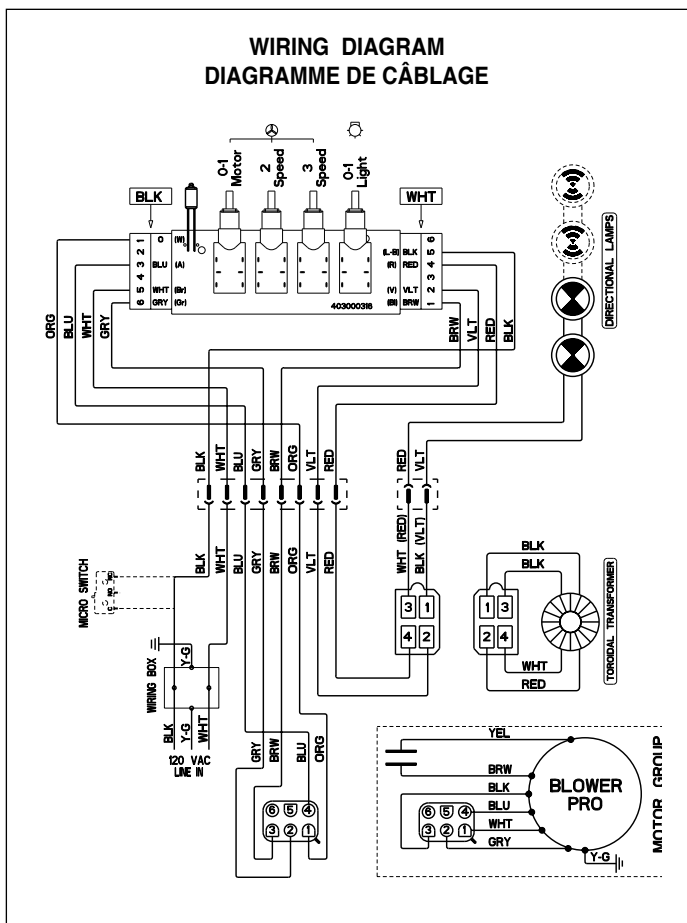 WIRING DIAGRAM
DIAGRAMME DE CÂBLAGE
0-1 Motor
2 Speed
3 Speed
0-1 Light
BLK
WHT
1 O (W)
2
3 BLU (A)
4
5 WHT (Br)
6 GRY (Gr)
403000316
6
(L-B) BLK 5
(R) RED 4
3
(V) VLT 2
(Bl) BRW 1
DIRECTIONAL LAMPS
ORG
BLU
WHT
GRY
BRW
VLT
RED
BLK
BLK
WHT
BLU
GRY
BRW
ORG
VLT
RED
RED
VLT
BLK
WHT
BLU
GRY
BRW
ORG
VLT
RED
WHT (RED)
BLK (VLT)
MICRO SWITCH
NO
C
3 1
4 2
BLK
BLK
1 3
2 4
WHT
RED
TOROIDAL TRANSFORMER
Y-G
WIRING BOX
BLK
Y-G
WHT
120 VAC
LINE IN
GRY
BRW
BLU
ORG
6 5 4
3 2 1
YEL
BRW
BLK
BLU
WHT
GRY
6 5 4
3 2 1
BLOWER
PRO
Y-G
MOTOR GROUP